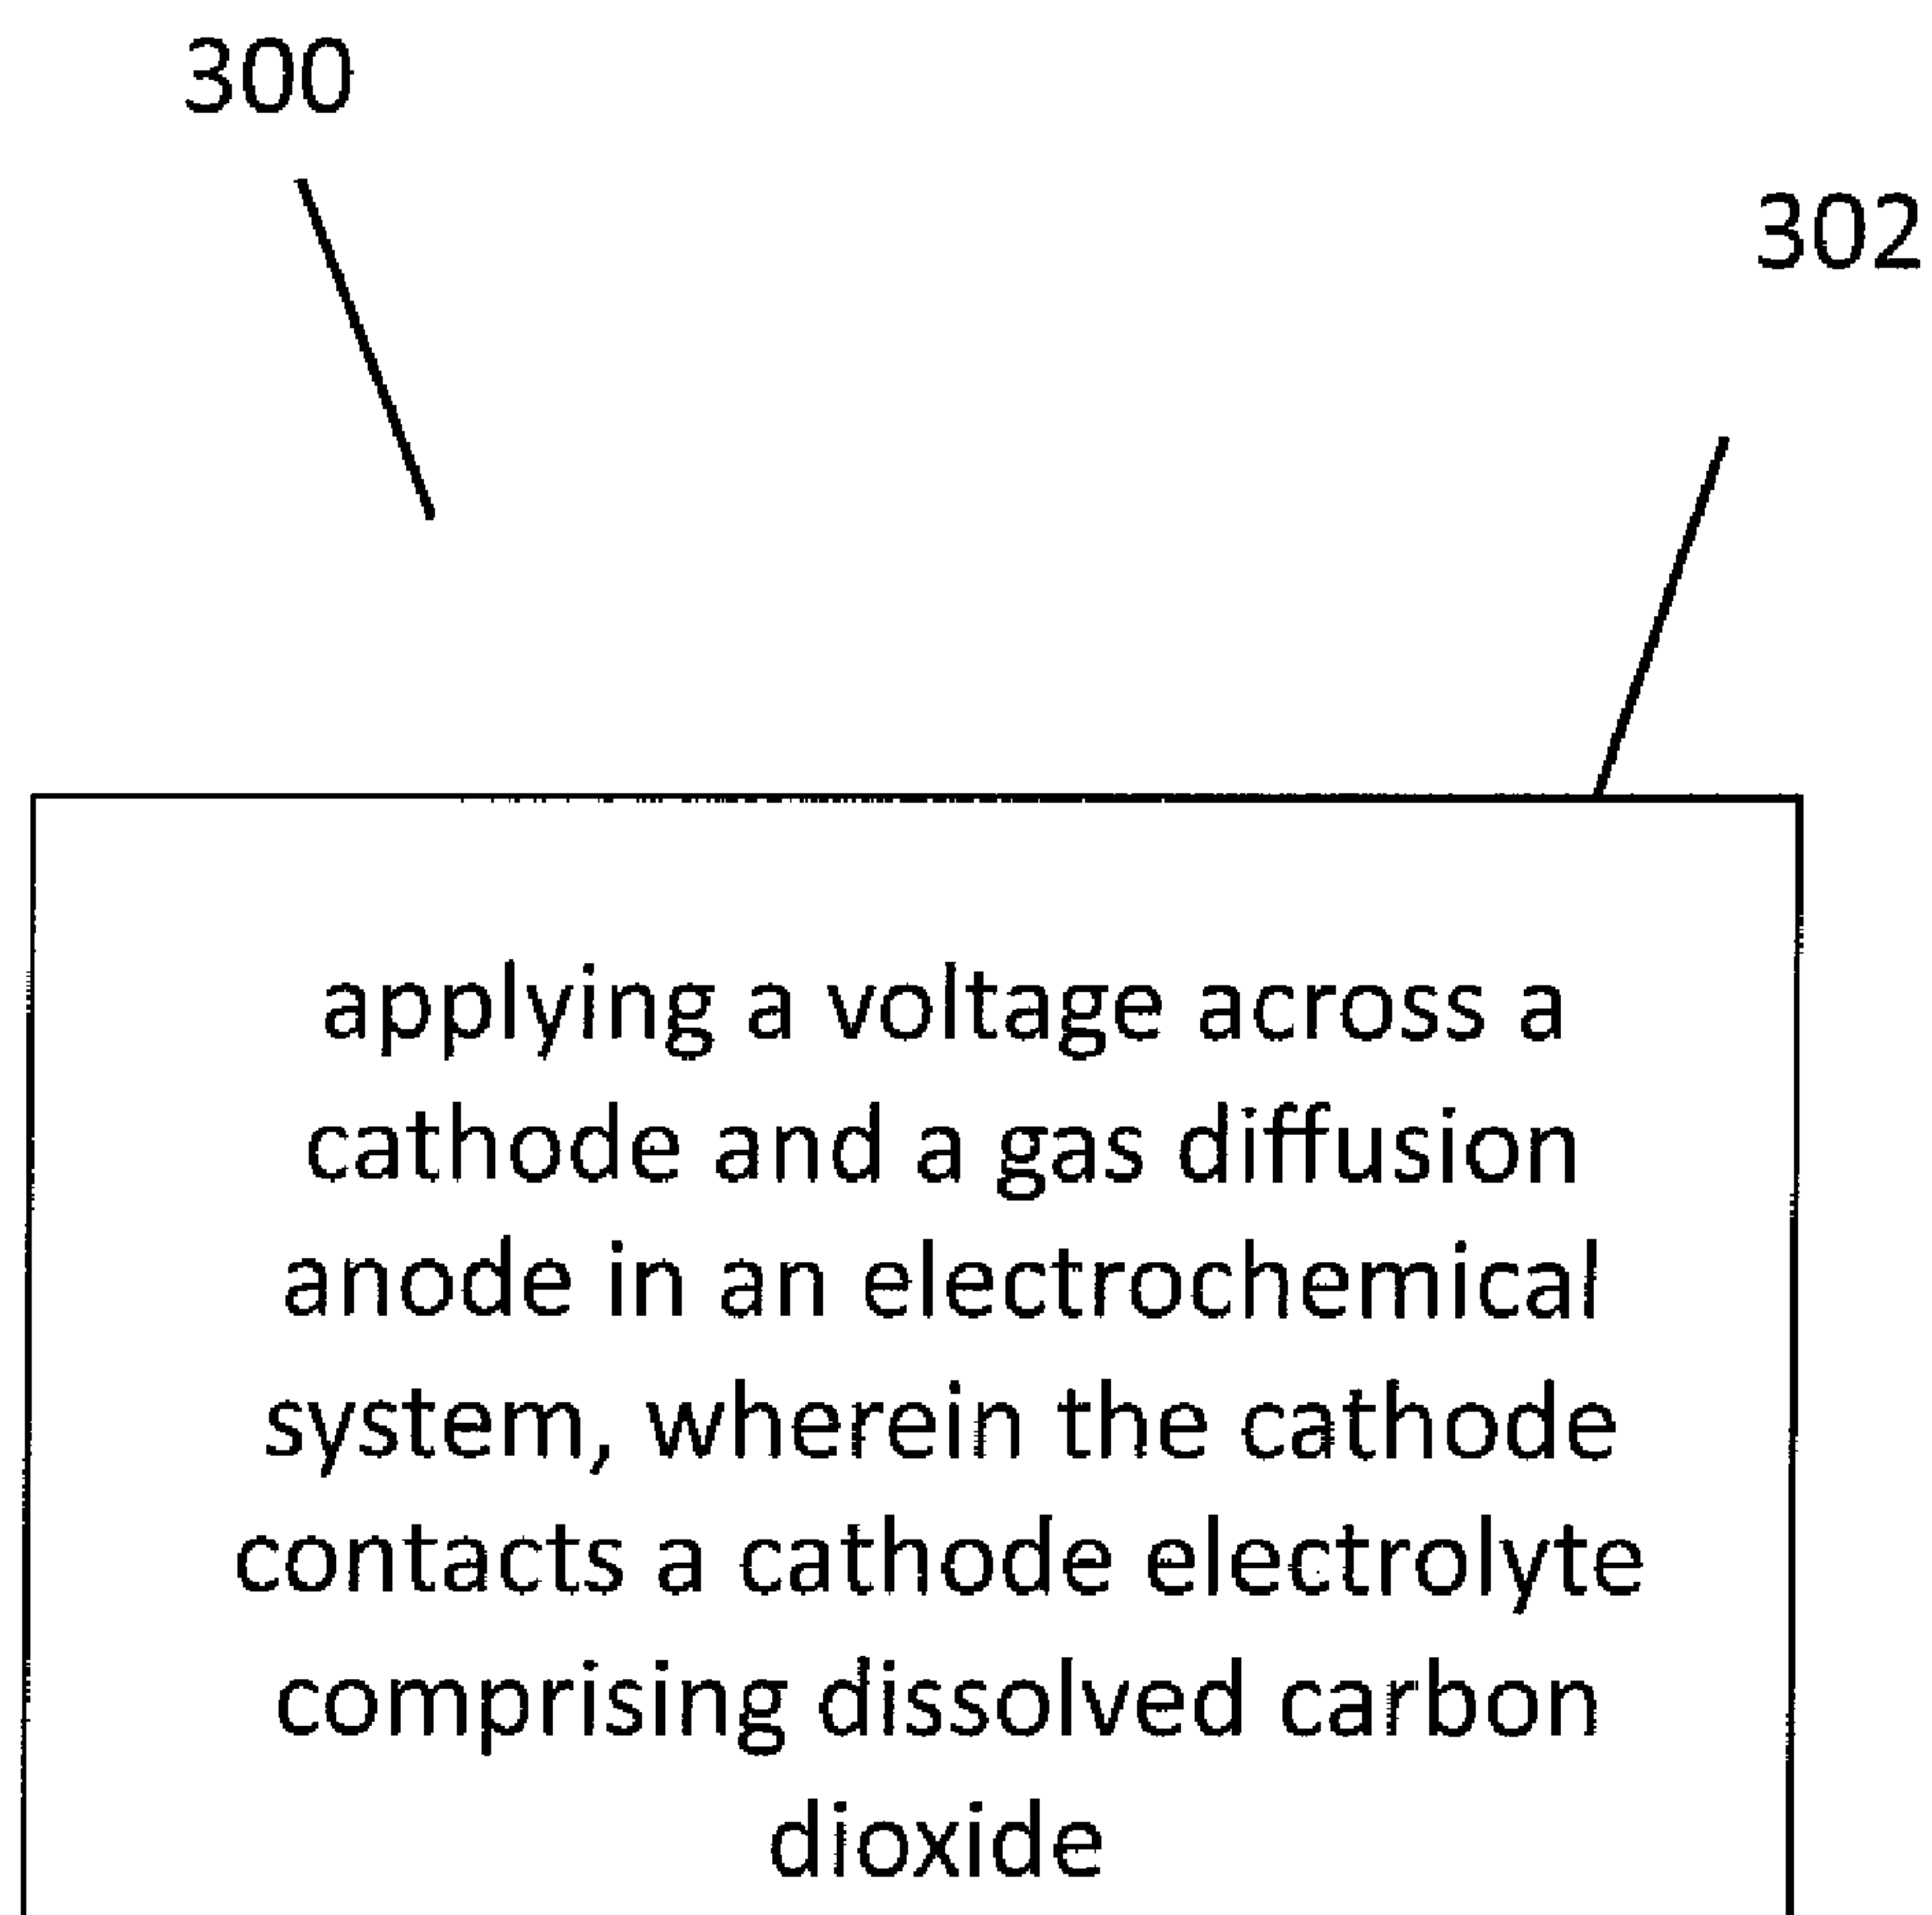 300
302
applying a voltage across a
cathode and a gas diffusion
anode in an electrochemical
system, wherein the cathode
contacts a cathode electrolyte
comprising dissolved carbon
dioxide